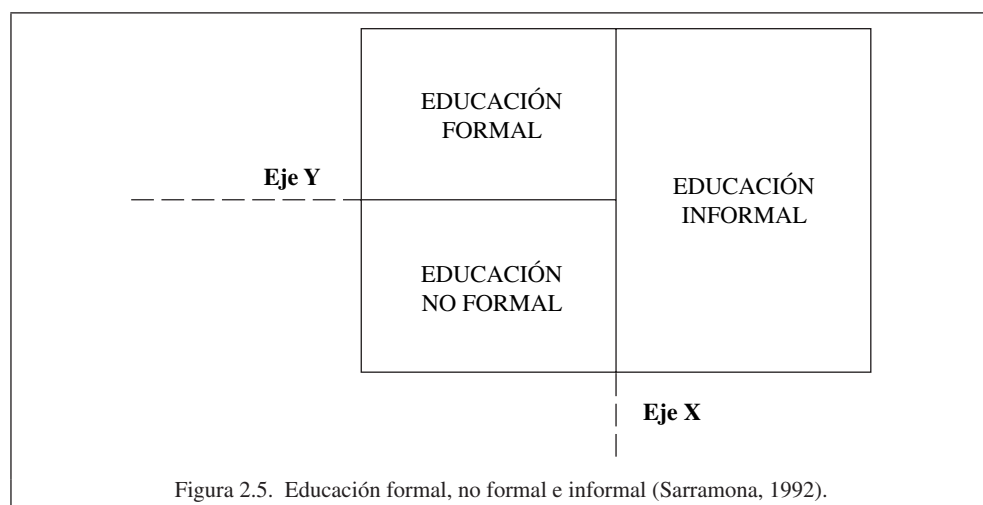 EDUCACIÓN
FORMAL
Eje Y
EDUCACIÓN
INFORMAL
EDUCACIÓN
NO FORMAL
Eje X
Figura 2.5. Educación formal, no formal e informal (Sarramona, 1992).